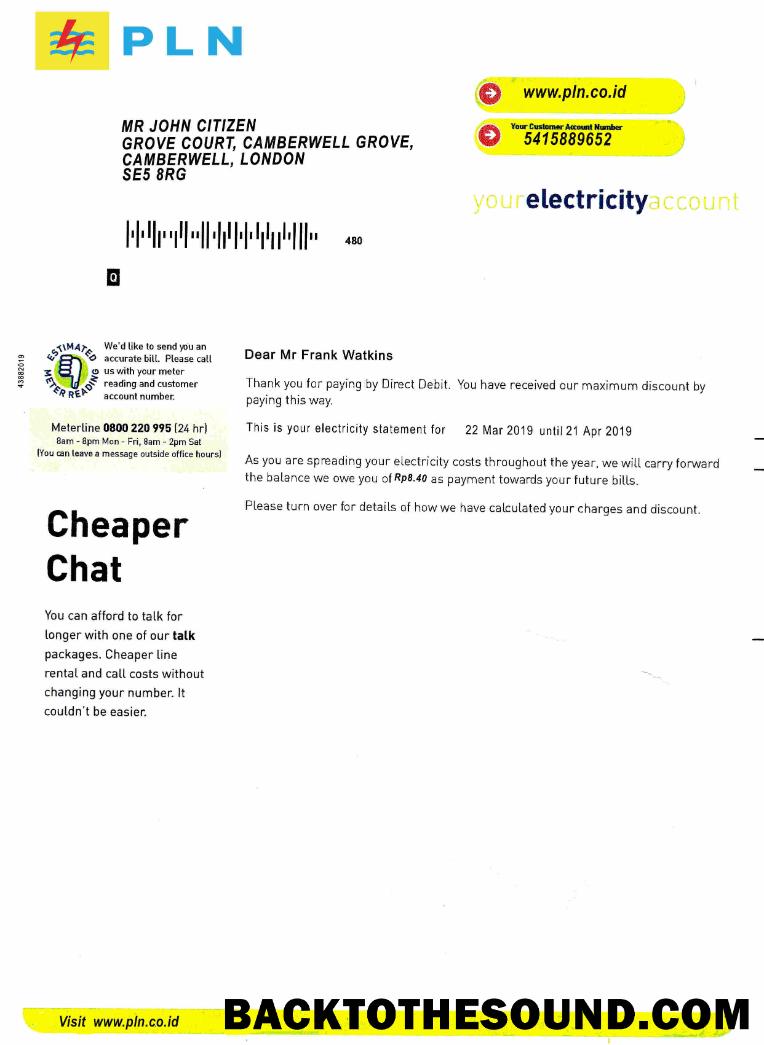 PLN
www.pln.co.id
Your Customer Account Number
5415889652
MR JOHN CITIZEN
GROVE COURT, CAMBERWELL GROVE,
CAMBERWELL, LONDON
SE5 8RG
yourelectricityaccount
480
Q
43882019
ESTIMATED
METER READING
We'd like to send you an
accurate bill. Please call
us with your meter
reading and customer
account number.
Meterline 0800 220 995 (24 hr)
8am - 8pm Mon - Fri, 8am - 2pm Sat
(You can leave a message outside office hours)
Dear Mr Frank Watkins
Thank you for paying by Direct Debit. You have received our maximum discount by
paying this way.
This is your electricity statement for 22 Mar 2019 until 21 Apr 2019
As you are spreading your electricity costs throughout the year, we will carry forward
the balance we owe you of Rp8.40 as payment towards your future bills.
Please turn over for details of how we have calculated your charges and discount.
Cheaper
Chat
You can afford to talk for
longer with one of our talk
packages. Cheaper line
rental and call costs without
changing your number. It
couldn't be easier.
Visit www.pln.co.id
BACKTOTHESOUND.COM